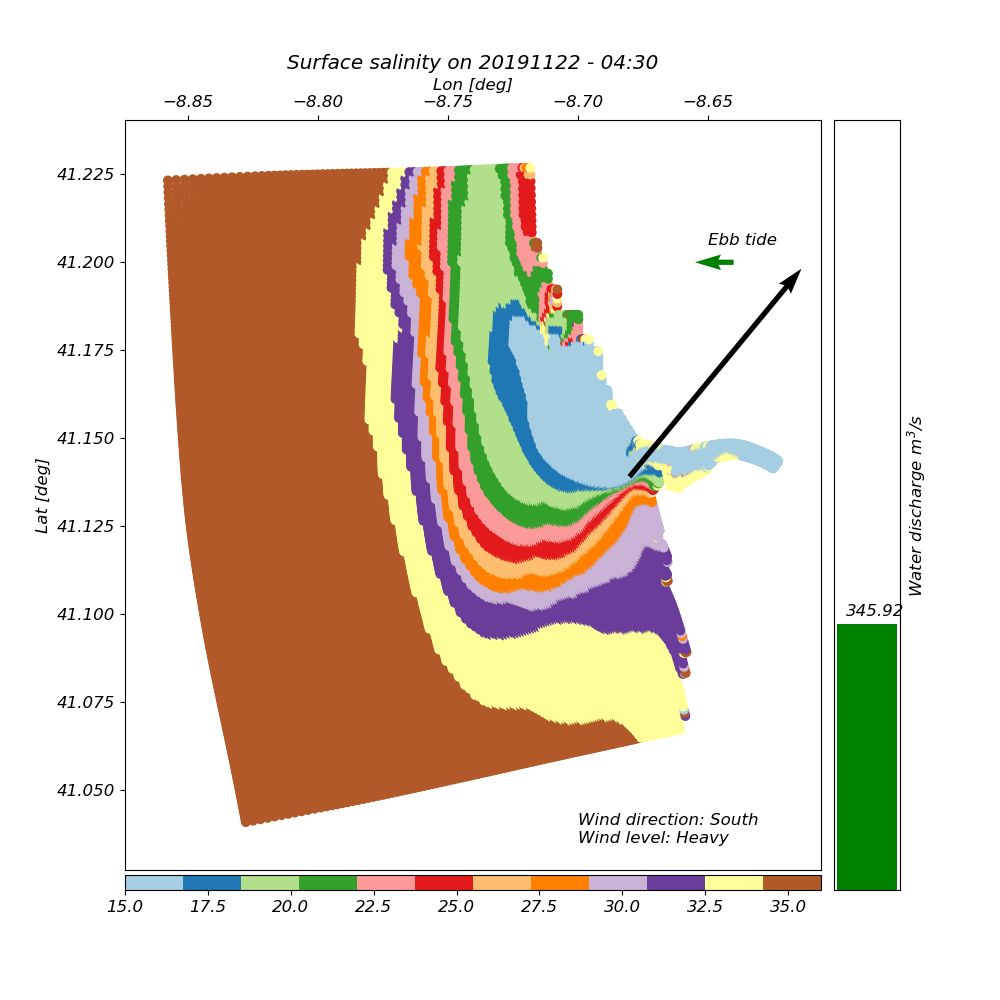 Surface salinity on 20191122 - 04:30
Lon [deg]
−8.85 −8.80 −8.75 −8.70 −8.65
41.225
41.200
41.175
41.150
41.125
41.100
41.075
41.050
Lat [deg]
Ebb tide
Wind direction: South
Wind level: Heavy
15.0 17.5 20.0 22.5 25.0 27.5 30.0 32.5 35.0
345.92
Water discharge m³/s